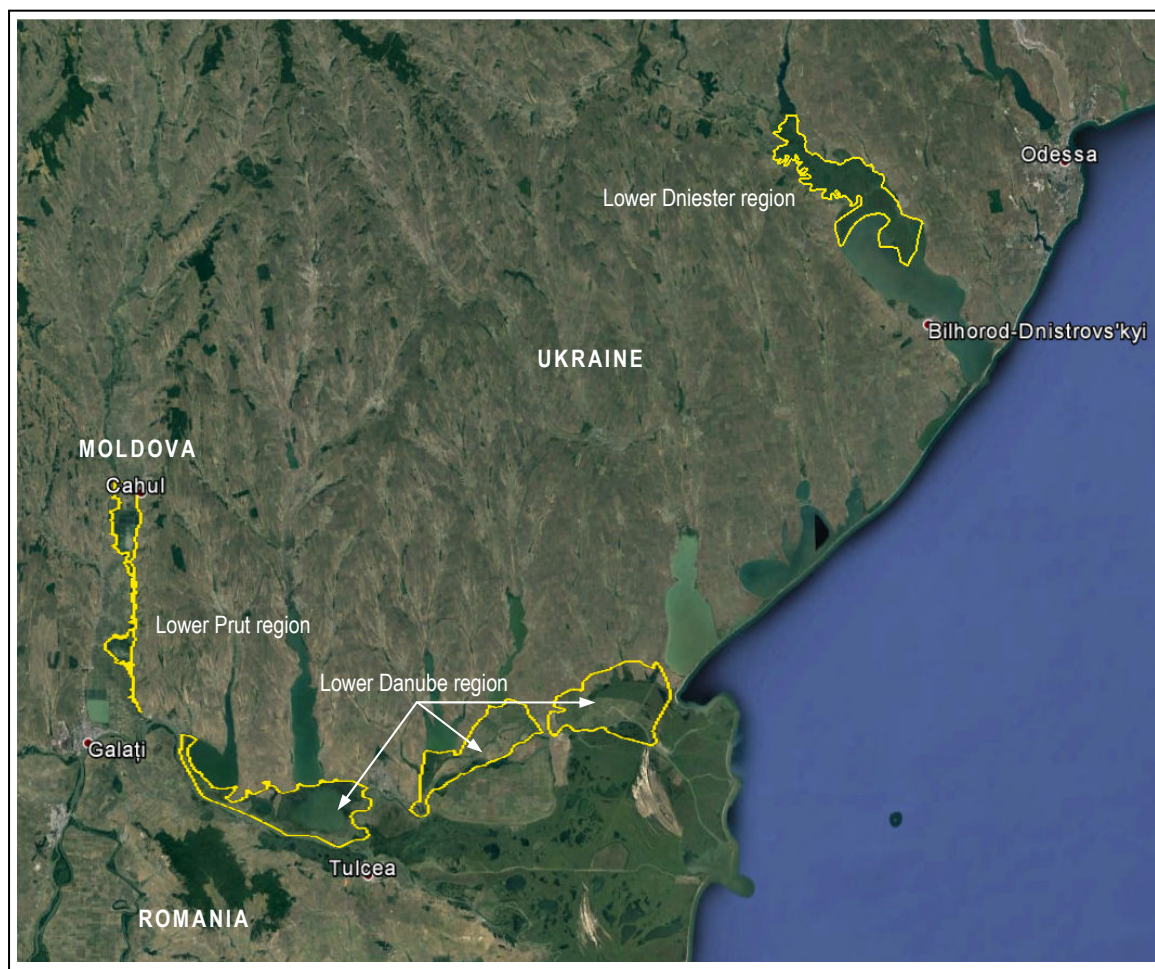 Odessa
Lower Dniester region
Bilhorod-Dnistrovs'kyi
UKRAINE
MOLDOVA
Cahul
Lower Prut region
Lower Danube region
Galați
Tulcea
ROMANIA